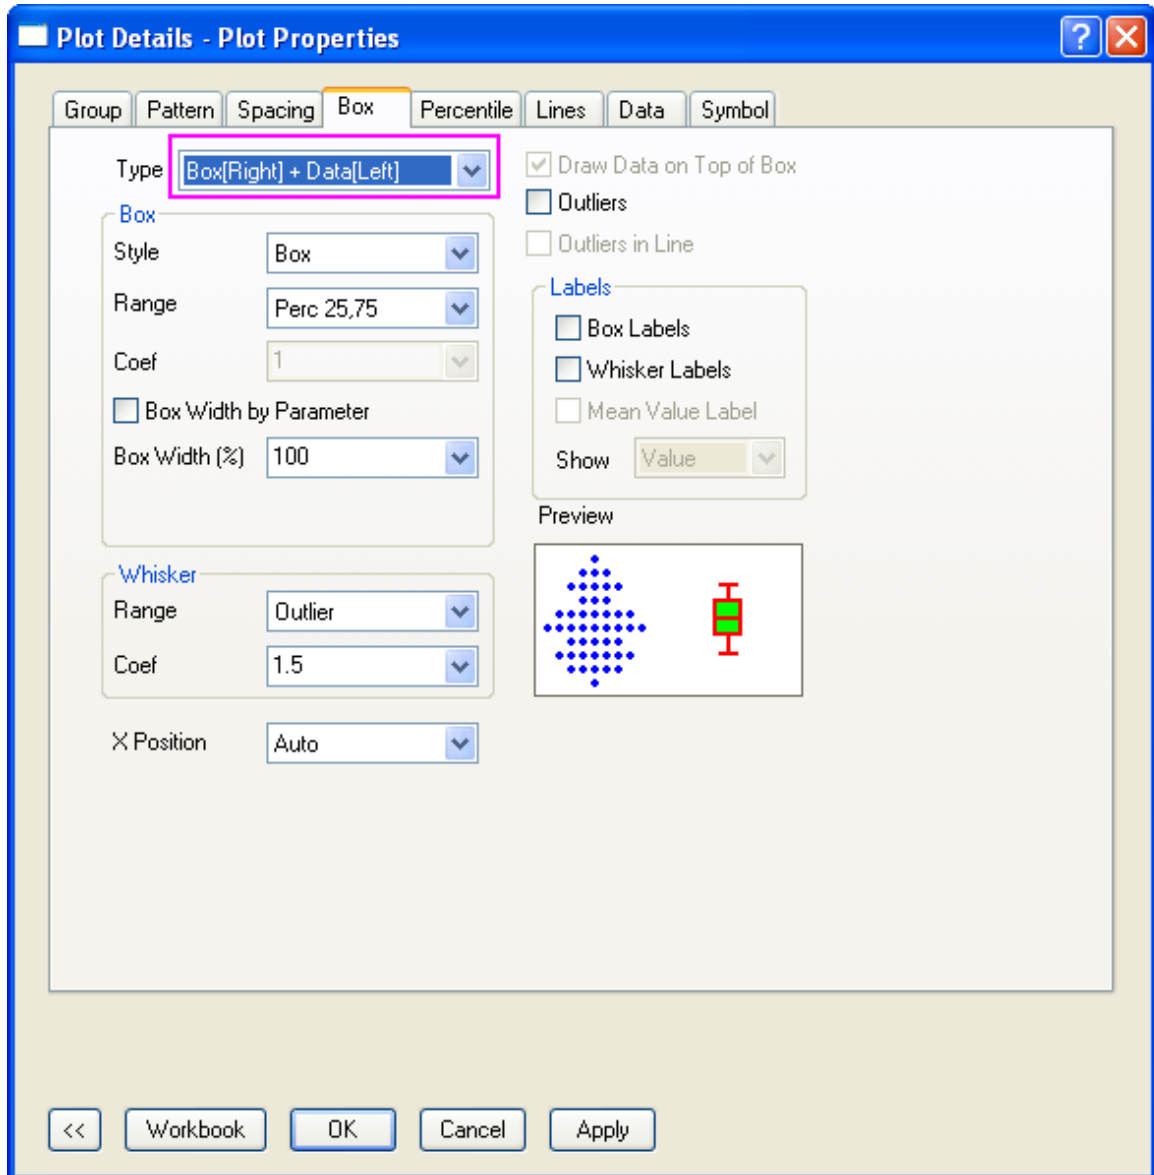 Plot Details - Plot Properties
Group Pattern Spacing Box Percentile Lines Data Symbol
Type Box[Right] + Data[Left]
Box
Style Box
Range Perc 25,75
Coef 1
Box Width by Parameter
Box Width (%) 100
Whisker
Range Outlier
Coef 1.5
X Position Auto
Draw Data on Top of Box
Outliers
Outliers in Line
Labels
Box Labels
Whisker Labels
Mean Value Label
Show Value
Preview
<< Workbook OK Cancel Apply